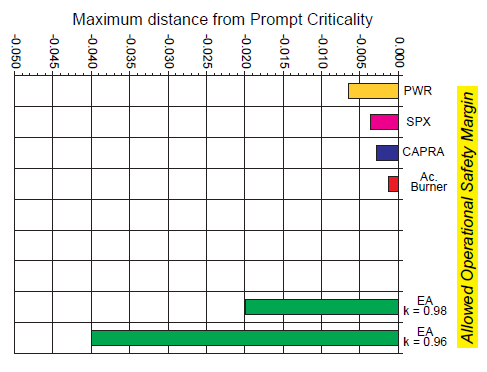 Maximum distance from Prompt Criticality
-0.050
-0.045
-0.040
-0.035
-0.030
-0.025
-0.020
-0.015
-0.010
-0.005
0.000
PWR
SPX
CAPRA
Ac.
Burner
EA
k = 0.98
EA
k = 0.96
Allowed Operational Safety Margin